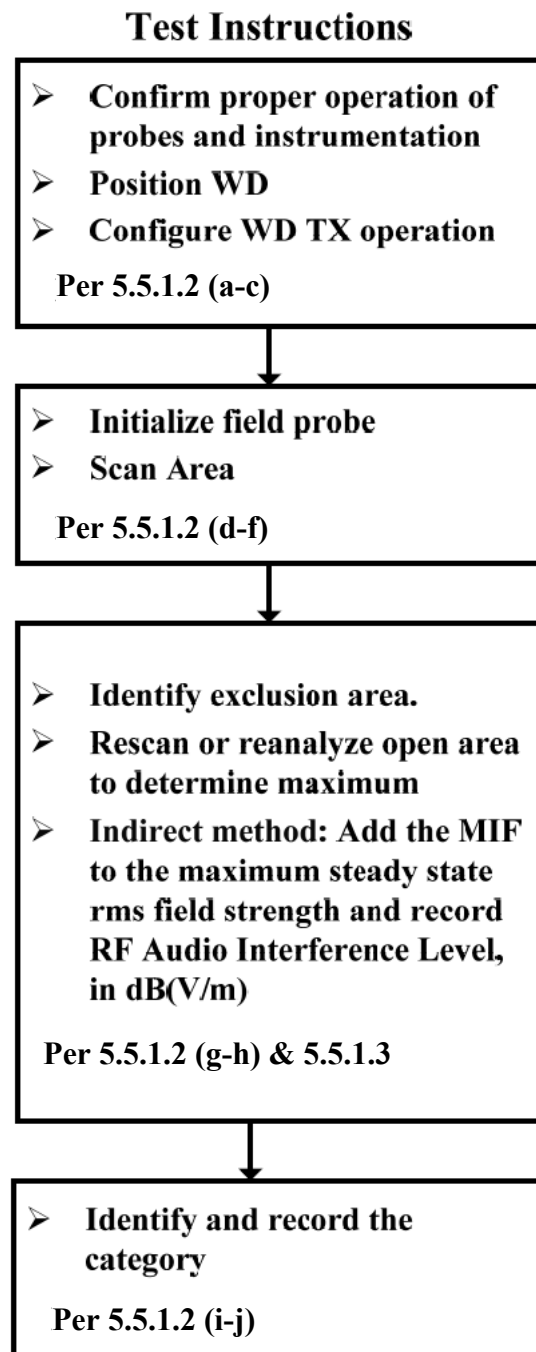 Test Instructions
➢ Confirm proper operation of
probes and instrumentation
➢ Position WD
➢ Configure WD TX operation
Per 5.5.1.2 (a-c)
➢ Initialize field probe
➢ Scan Area
Per 5.5.1.2 (d-f)
➢ Identify exclusion area.
➢ Rescan or reanalyze open area
to determine maximum
➢ Indirect method: Add the MIF
to the maximum steady state
rms field strength and record
RF Audio Interference Level,
in dB(V/m)
Per 5.5.1.2 (g-h) & 5.5.1.3
➢ Identify and record the
category
Per 5.5.1.2 (i-j)